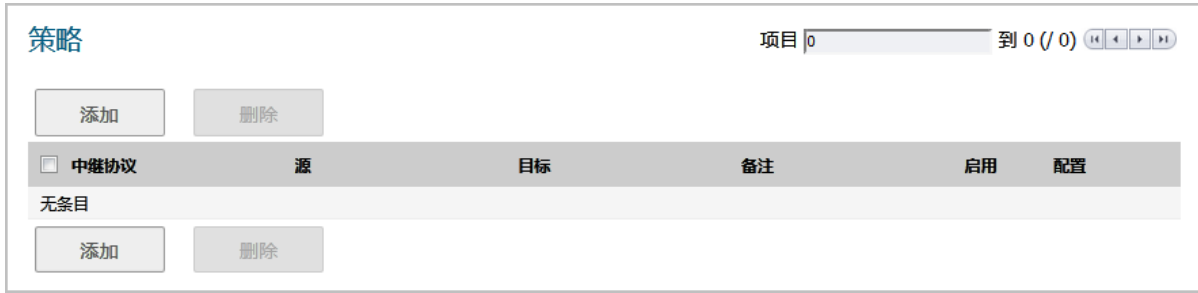 策略 项目 0 到 0 (/ 0)
添加 删除
中继协议 源 目标 备注 启用 配置
无条目
添加 删除